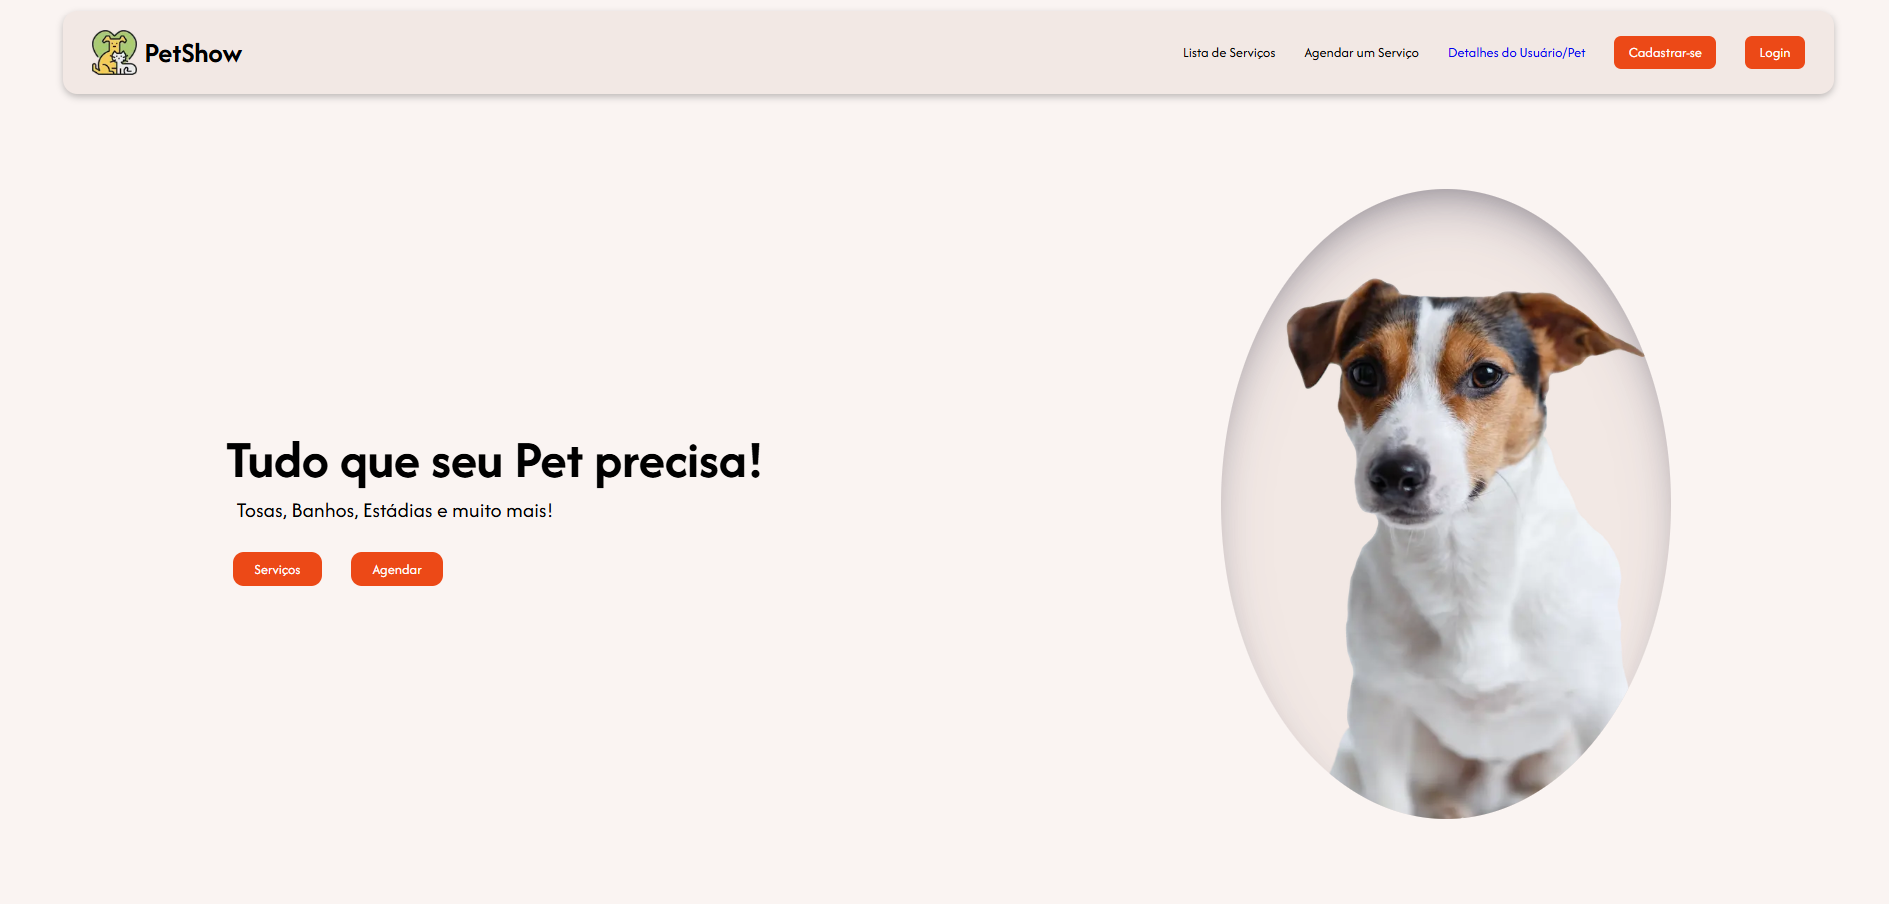 PetShow
Lista de Serviços
Agendar um Serviço
Detalhes do Usuário/Pet
Cadastrar-se
Login
Tudo que seu Pet precisa!
Tosas, Banhos, Estádias e muito mais!
Serviços
Agendar